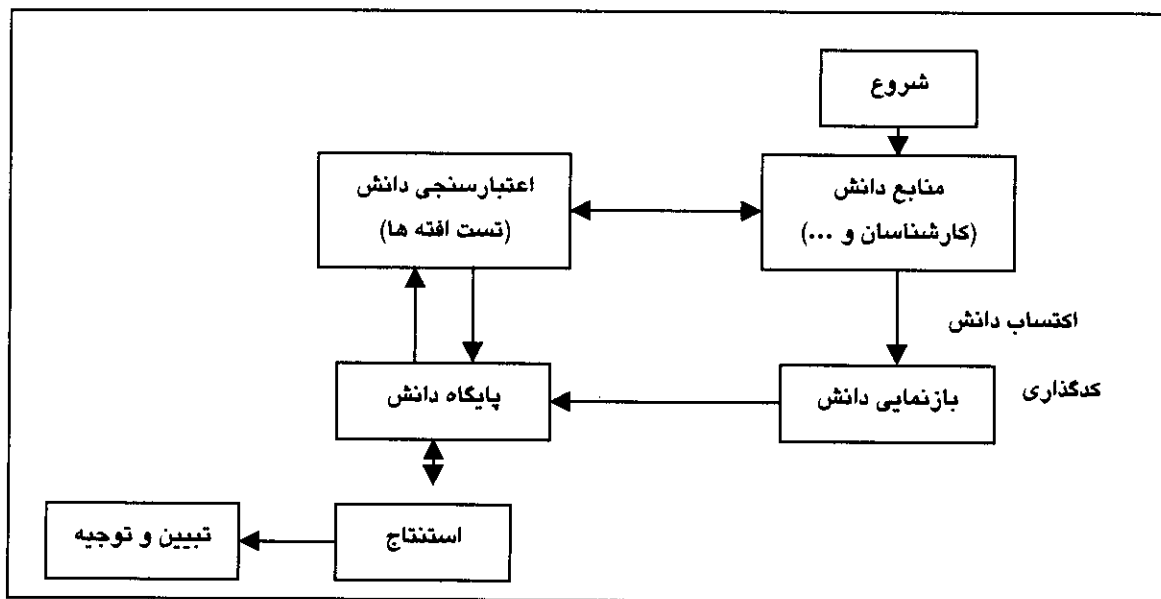 شروع
منابع دانش
(کارشناسان و ...)
اعتبارسنجی دانش
(تست افته ها)
اکتساب دانش
بازنمایی دانش
کدگذاری
پایگاه دانش
استنتاج
تبیین و توجیه